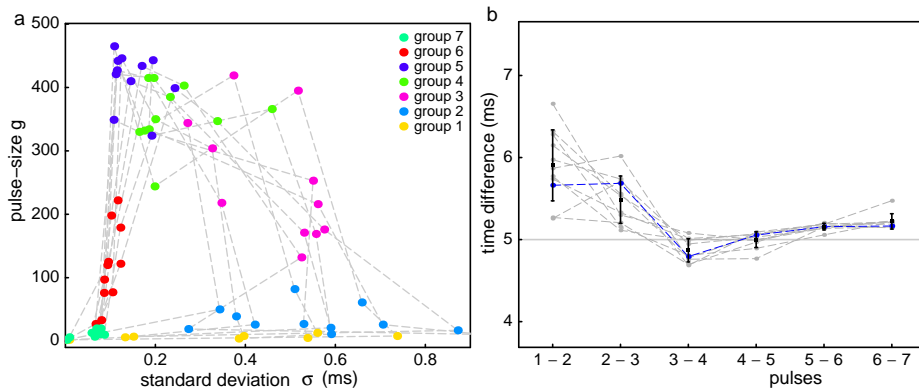 a
500
400
300
200
100
0
pulse−size g
0.2
0.4
0.6
0.8
standard deviation σ (ms)
group 7
group 6
group 5
group 4
group 3
group 2
group 1
b
7
6
5
4
time difference (ms)
1 − 2
2 − 3
3 − 4
4 − 5
5 − 6
6 − 7
pulses